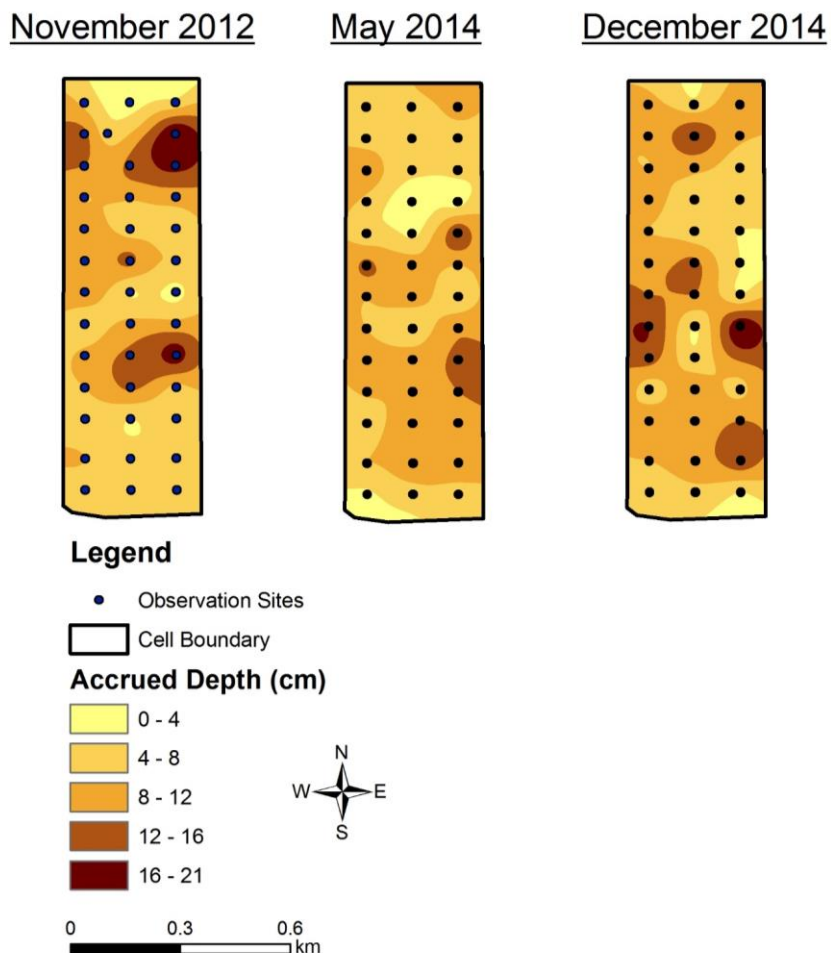 November 2012 May 2014 December 2014
Legend
Observation Sites
Cell Boundary
Accrued Depth (cm)
0 - 4
4 - 8
8 - 12
12 - 16
16 - 21
N
W E
S
0 0.3 0.6
km